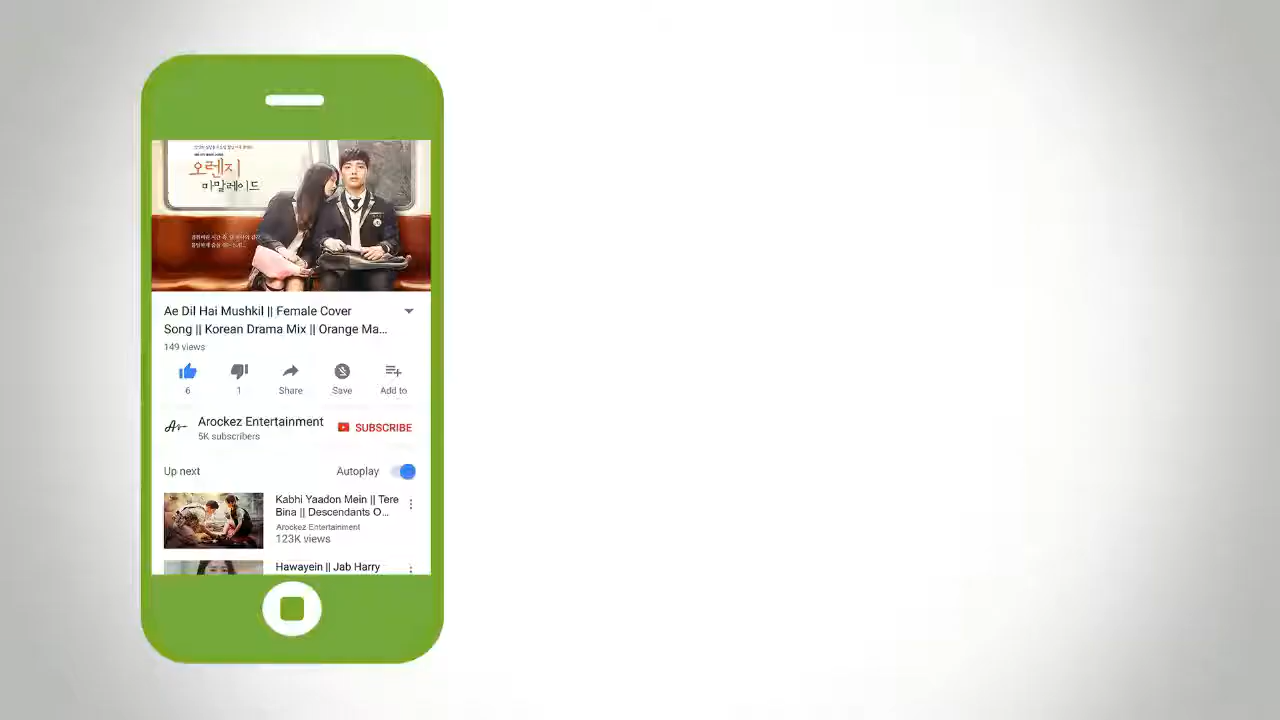 오렌지
마말레이드
Ae Dil Hai Mushkil || Female Cover
Song || Korean Drama Mix || Orange Ma...
149 views
6
1
Share
Save
Add to
Arockez Entertainment
5K subscribers
SUBSCRIBE
Up next
Autoplay
Kabhi Yaadon Mein || Tere
Bina || Descendants O...
Arockez Entertainment
123K views
Hawayein || Jab Harry